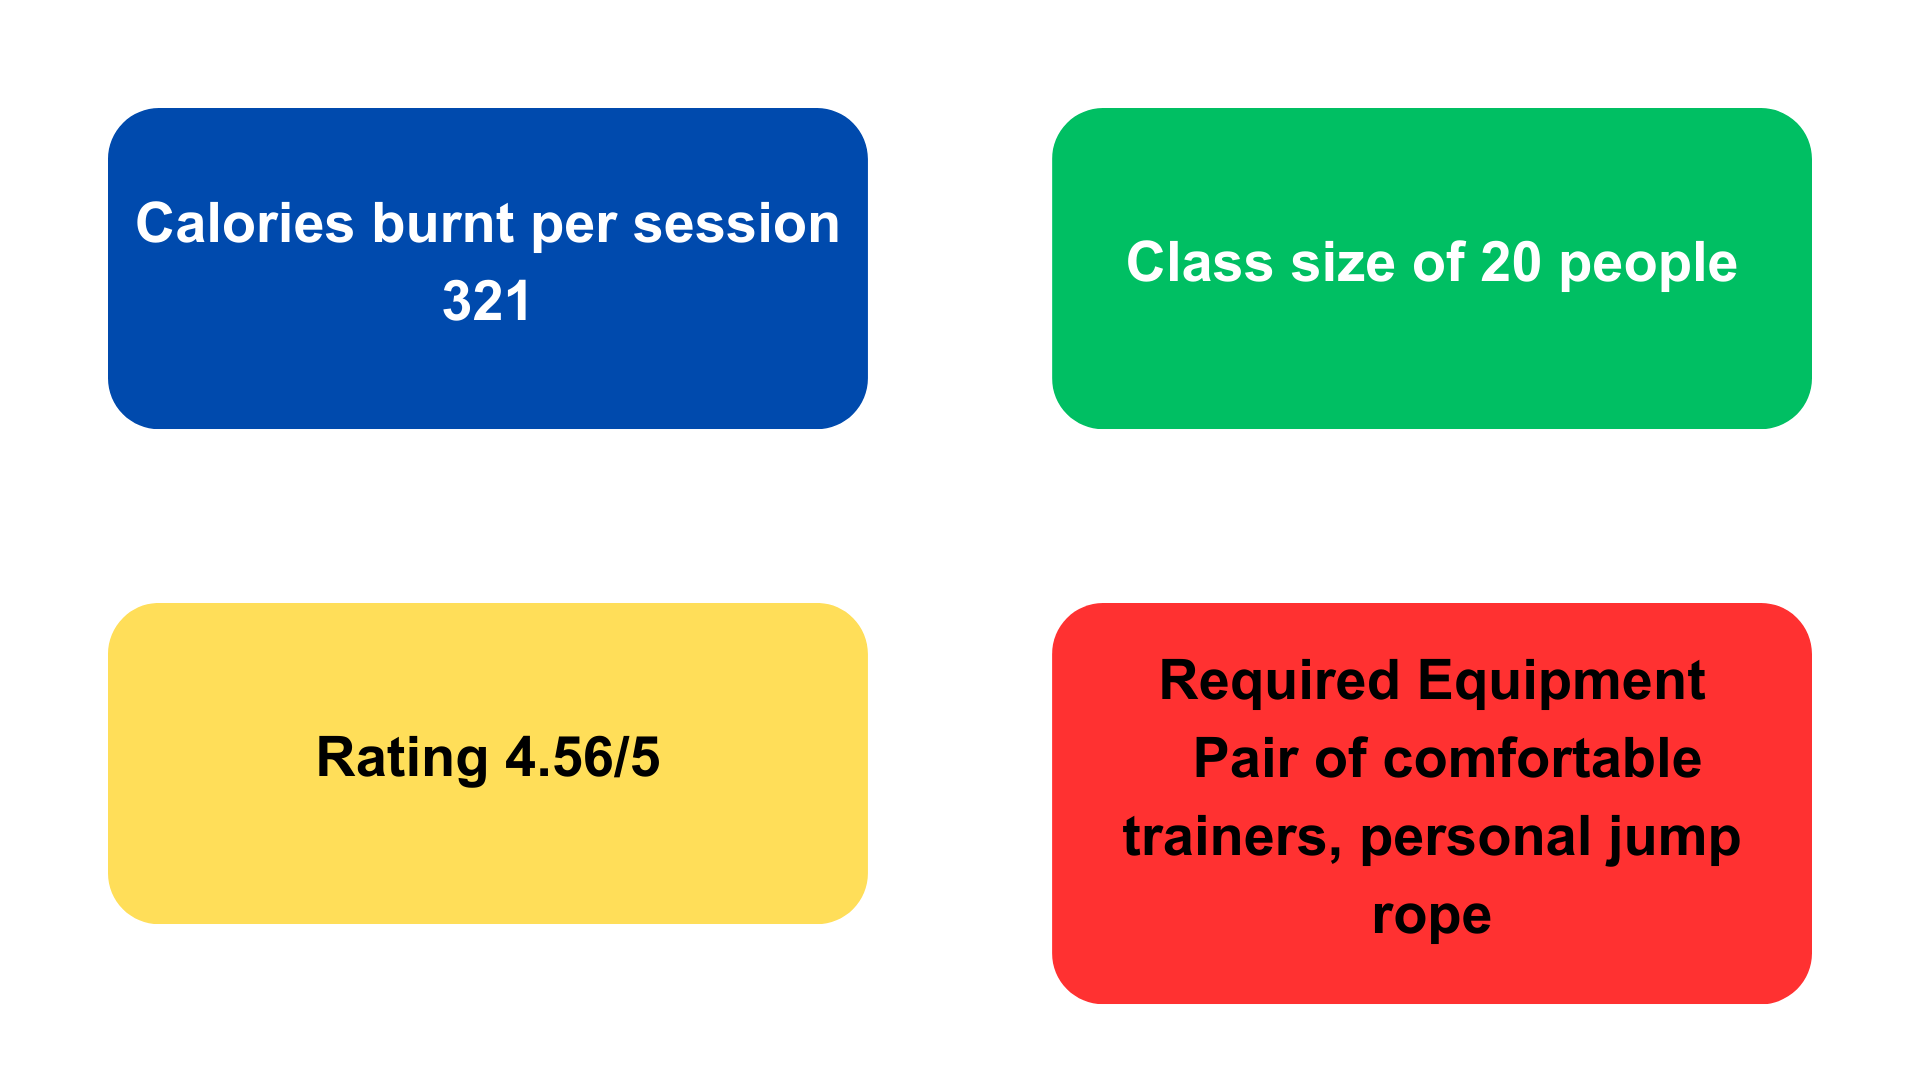 Calories burnt per session
321
Class size of 20 people
Rating 4.56/5
Required Equipment
Pair of comfortable
trainers, personal jump
rope